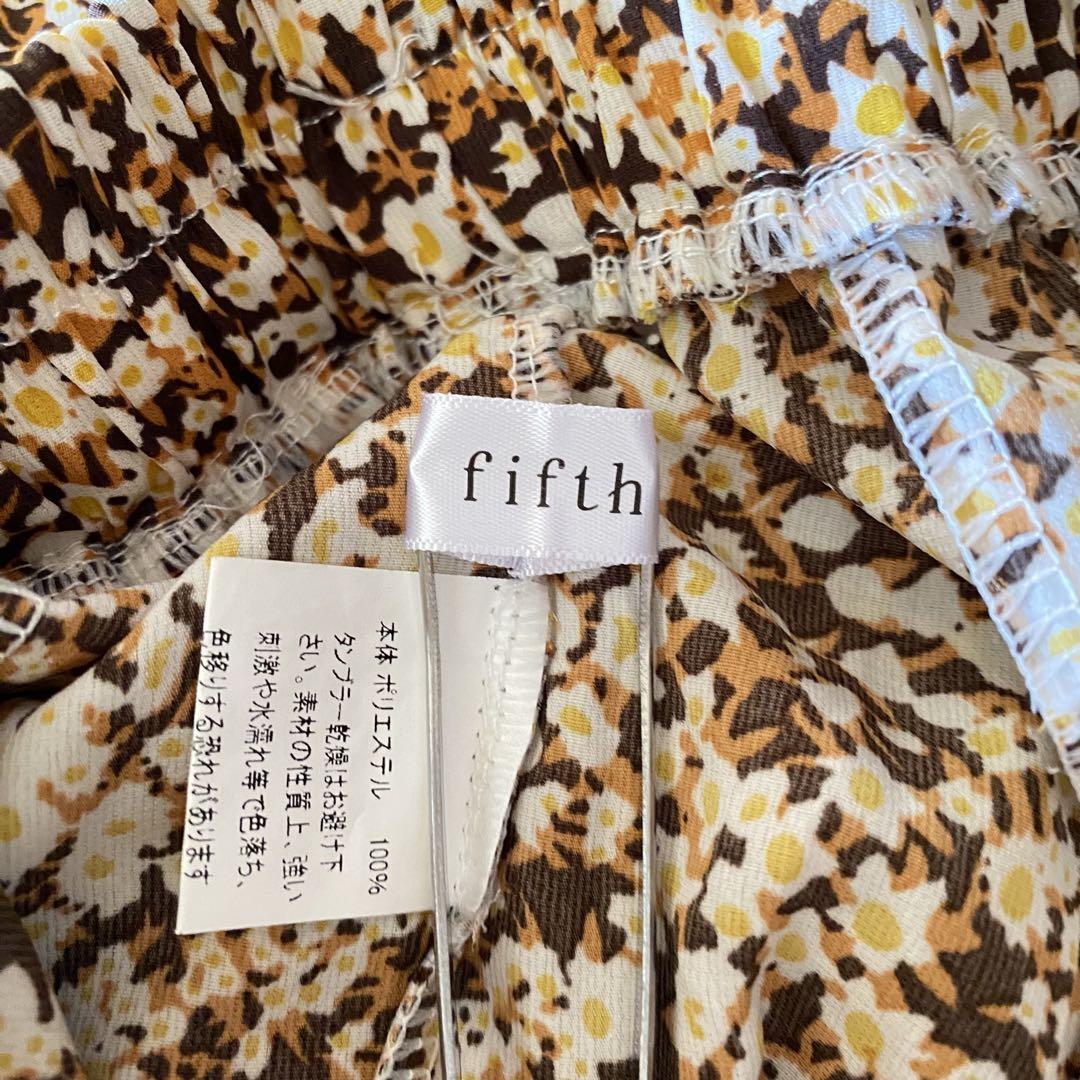 fifth
本体 ポリエステル 100%
タンブラー乾燥はお避け下
さい。素材の性質上、強い
刺激や水濡れ等で色落ち、
色移りする恐れがあります